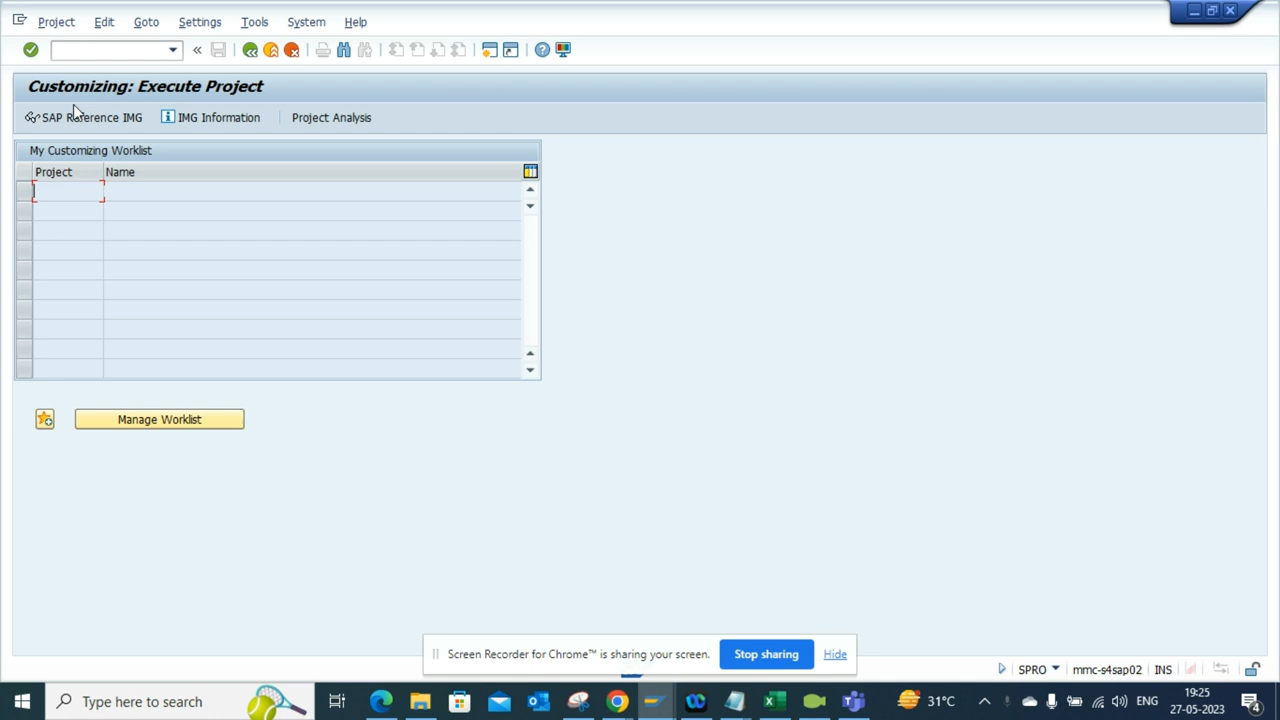 Project Edit Goto Settings Tools System Help
Customizing: Execute Project
SAP Reference IMG IMG Information Project Analysis
My Customizing Worklist
Project Name
Manage Worklist
Screen Recorder for Chrome™ is sharing your screen. Stop sharing Hide
SPRO mmc-s4sap02 INS
Type here to search 31°C ENG 19:25
27-05-2023 4